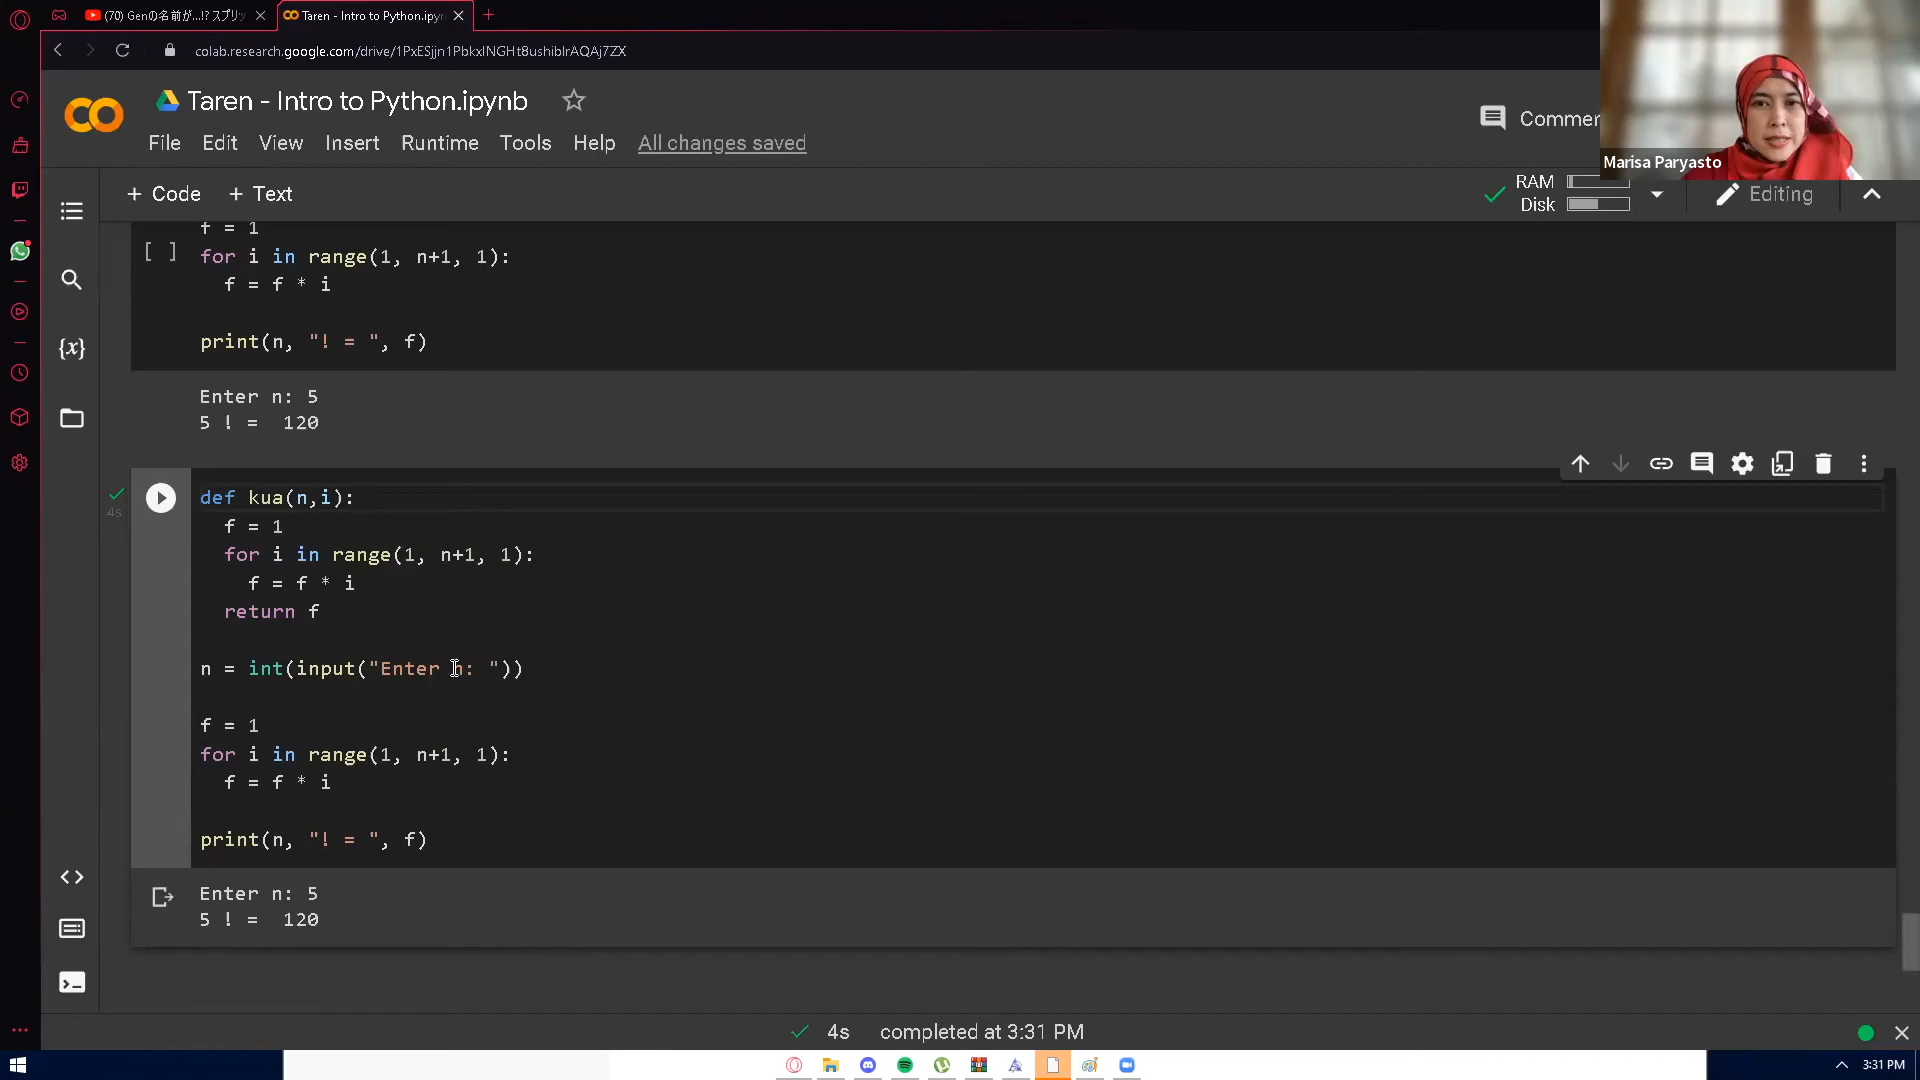 (70) Genの名前が...!? スプリッ
Taren - Intro to Python.ipyn
colab.research.google.com/drive/1PxESjjn1PbkxlNGHt8ushiblrAQAj7ZX
Taren - Intro to Python.ipynb
File Edit View Insert Runtime Tools Help All changes saved
Commen
Marisa Paryasto
+ Code + Text
RAM
Disk
Editing
f = 1
[ ] for i in range(1, n+1, 1):
f = f * i
print(n, "! = ", f)
Enter n: 5
5 ! =  120
4s
def kua(n,i):
f = 1
for i in range(1, n+1, 1):
f = f * i
return f
n = int(input("Enter n: "))
f = 1
for i in range(1, n+1, 1):
f = f * i
print(n, "! = ", f)
Enter n: 5
5 ! =  120
4s completed at 3:31 PM
3:31 PM